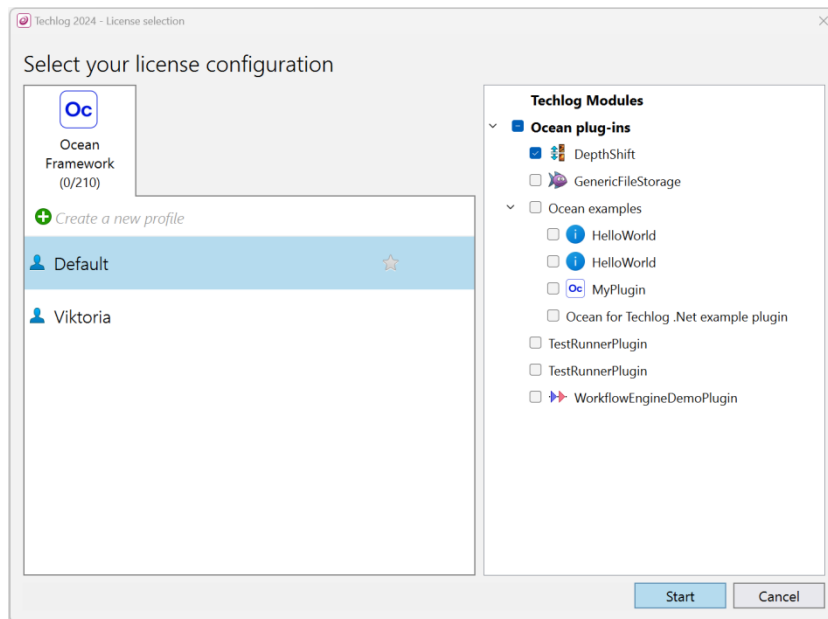 Techlog 2024 - License selection
Select your license configuration
Oc
Ocean
Framework
(0/210)
Create a new profile
Default
Viktoria
Techlog Modules
Ocean plug-ins
DepthShift
GenericFileStorage
Ocean examples
HelloWorld
HelloWorld
Oc MyPlugin
Ocean for Techlog .Net example plugin
TestRunnerPlugin
TestRunnerPlugin
WorkflowEngineDemoPlugin
Start Cancel